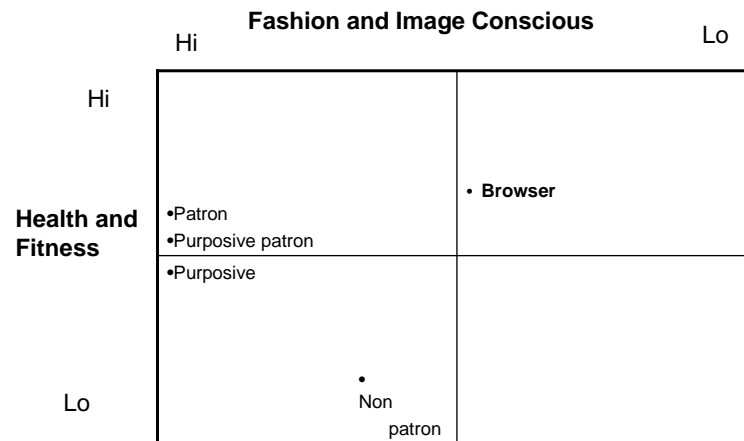 Fashion and Image Conscious
Hi
Lo
Hi
• Browser
Health and
Fitness
•Patron
•Purposive patron
•Purposive
•
Lo
Non
patron